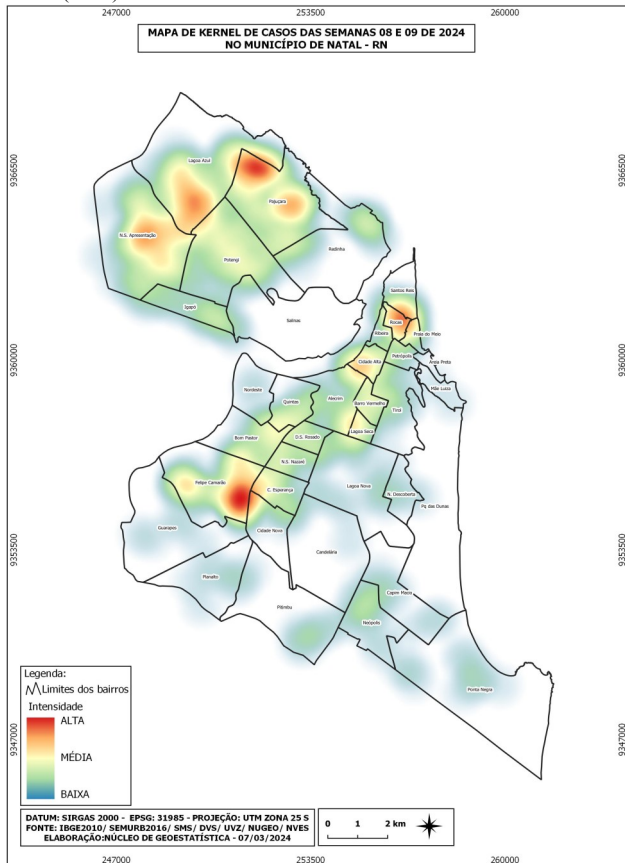 247000 253500 260000
MAPA DE KERNEL DE CASOS DAS SEMANAS 08 E 09 DE 2024
NO MUNICÍPIO DE NATAL - RN
9366500 9366500
Lagoa Azul
Pajuçara
N.S. Apresentação
Redinha
Potengi
Igapó
Salinas
Santos Reis
Rocas
Ribeira
Praia do Meio
Petrópolis
9360000 9360000
Cidade Alta
Areia Preta
Mãe Luiza
Nordeste
Quintas
Alecrim
Barro Vermelho
Tirol
Bom Pastor
D.S. Rosado
Lagoa Seca
N.S. Nazaré
Felipe Camarão
C. Esperança
Lagoa Nova
N. Descoberta
Pq das Dunas
Guarapes
Cidade Nova
9353500 9353500
Candelária
Planalto
Capim Macio
Pitimbu
Neópolis
Ponta Negra
Legenda:
Limites dos bairros
Intensidade
ALTA
MÉDIA
BAIXA
9347000 9347000
DATUM: SIRGAS 2000 - EPSG: 31985 - PROJEÇÃO: UTM ZONA 25 S
FONTE: IBGE2010/ SEMURB2016/ SMS/ DVS/ UVZ/ NUGEO/ NVES
ELABORAÇÃO:NÚCLEO DE GEOESTATÍSTICA - 07/03/2024
0 1 2 km
247000 253500 260000